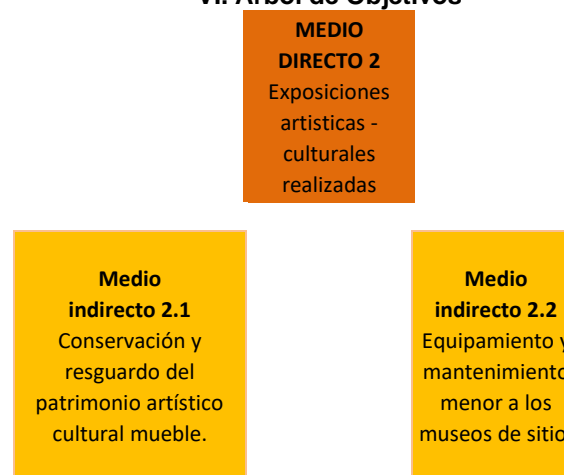 VI. Árbol de Objetivos
MEDIO
DIRECTO 2
Exposiciones
artisticas -
culturales
realizadas
Medio
indirecto 2.1
Conservación y
resguardo del
patrimonio artístico
cultural mueble.
Medio
indirecto 2.2
Equipamiento y
mantenimiento
menor a los
museos de sitio